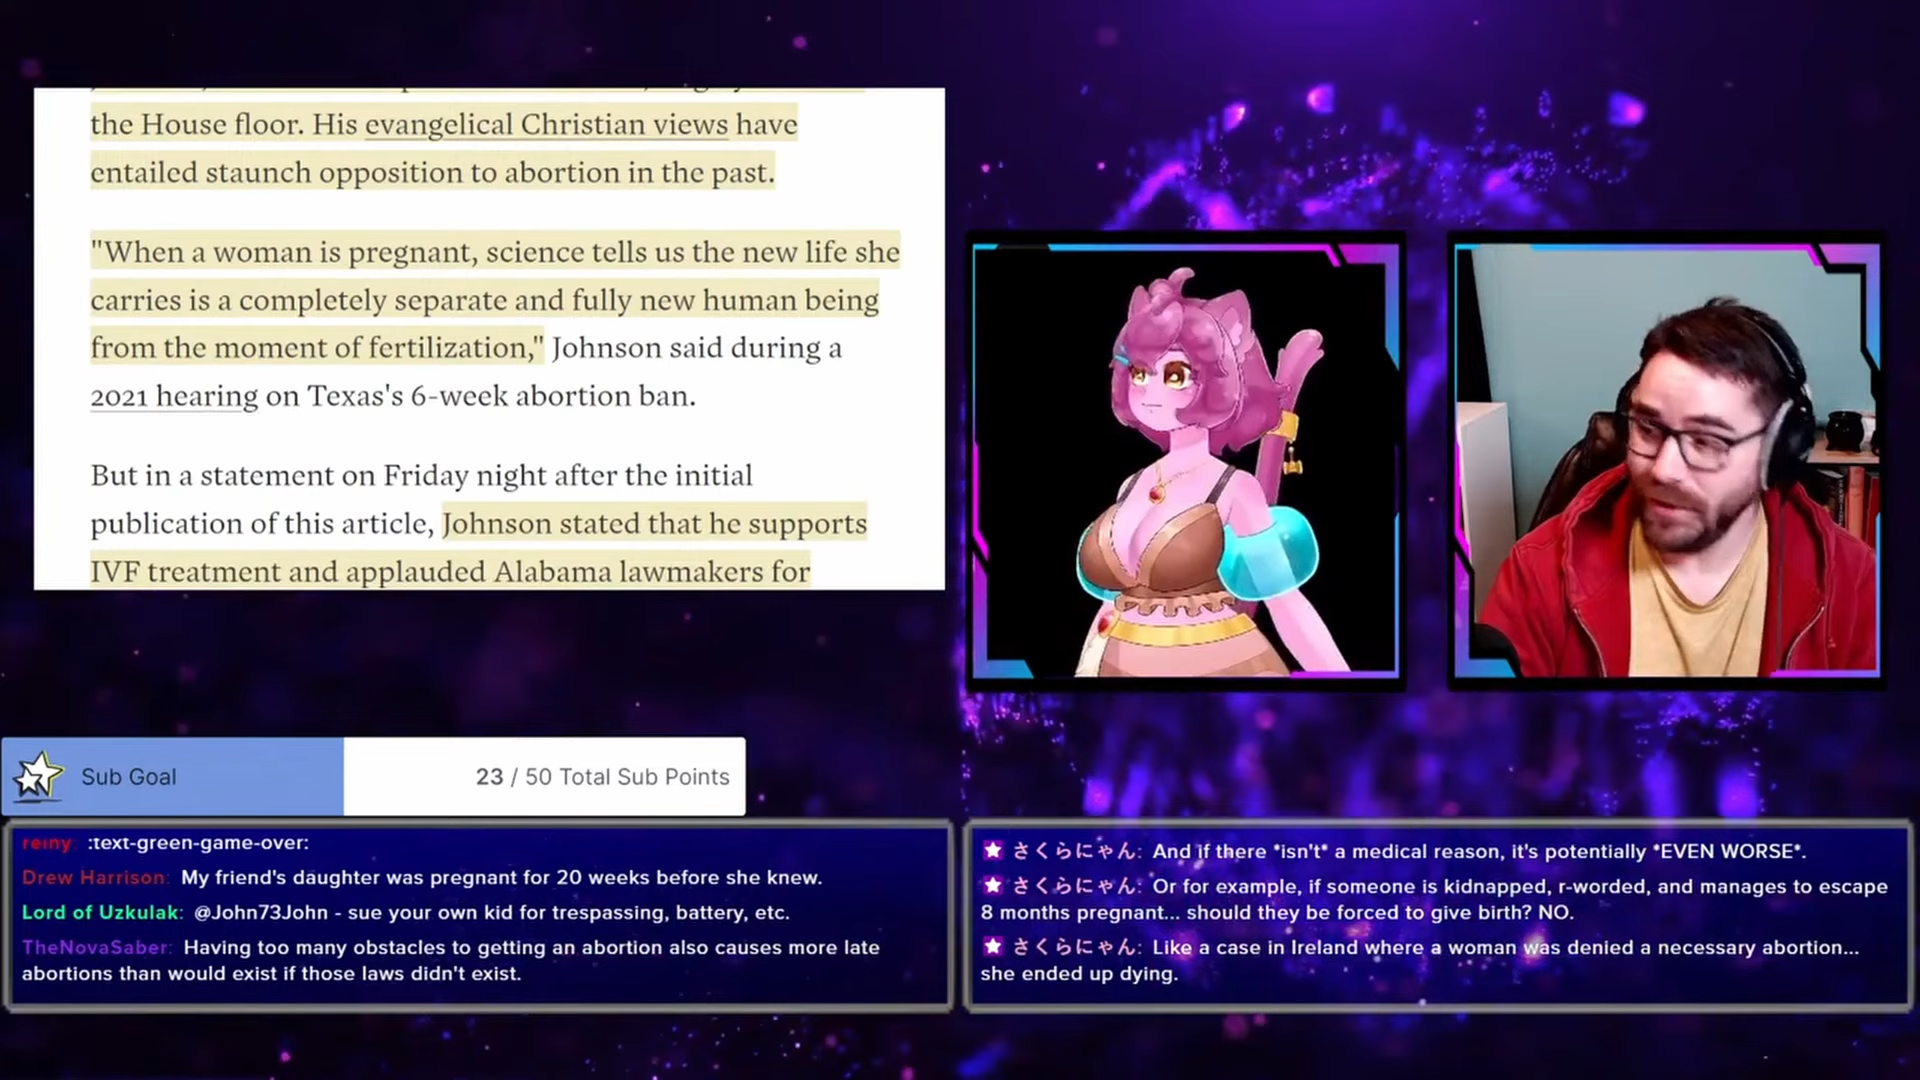 the House floor. His evangelical Christian views have
entailed staunch opposition to abortion in the past.
"When a woman is pregnant, science tells us the new life she
carries is a completely separate and fully new human being
from the moment of fertilization," Johnson said during a
2021 hearing on Texas's 6-week abortion ban.
But in a statement on Friday night after the initial
publication of this article, Johnson stated that he supports
IVF treatment and applauded Alabama lawmakers for
Sub Goal
23 / 50 Total Sub Points
reiny: :text-green-game-over:
Drew Harrison: My friend's daughter was pregnant for 20 weeks before she knew.
Lord of Uzkulak: @John73John - sue your own kid for trespassing, battery, etc.
TheNovaSaber: Having too many obstacles to getting an abortion also causes more late
abortions than would exist if those laws didn't exist.
さくらにゃん: And if there *isn't* a medical reason, it's potentially *EVEN WORSE*.
さくらにゃん: Or for example, if someone is kidnapped, r-worded, and manages to escape
8 months pregnant... should they be forced to give birth? NO.
さくらにゃん: Like a case in Ireland where a woman was denied a necessary abortion...
she ended up dying.